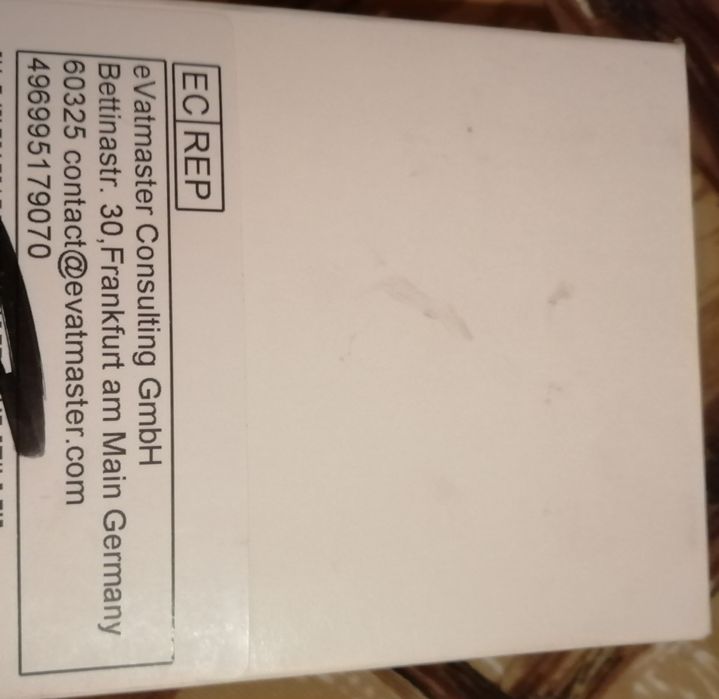 EC REP
eVatmaster Consulting GmbH
Bettinastr. 30,Frankfurt am Main Germany
60325 contact@evatmaster.com
496995179070